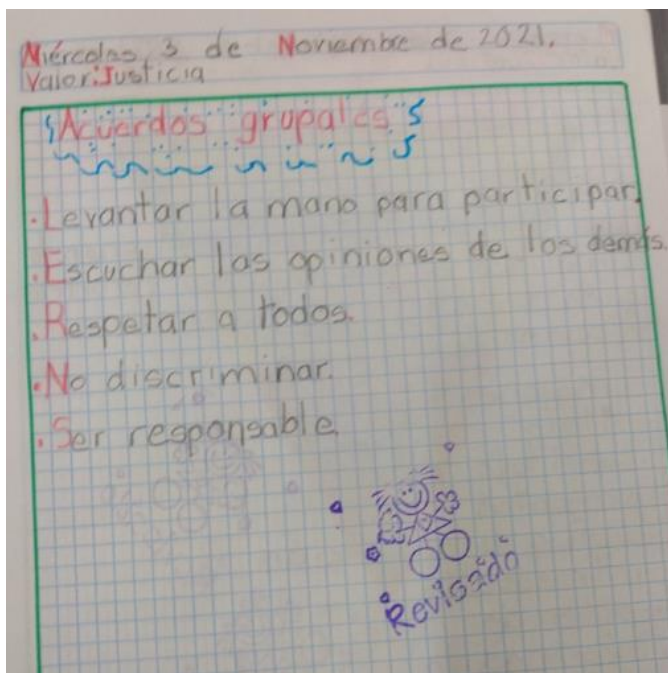 Miércoles 3 de Noviembre de 2021.
Valor: Justicia
Acuerdos grupales
.Levantar la mano para participar.
.Escuchar las opiniones de los demás.
.Respetar a todos.
.No discriminar.
.Ser responsable
Revisado